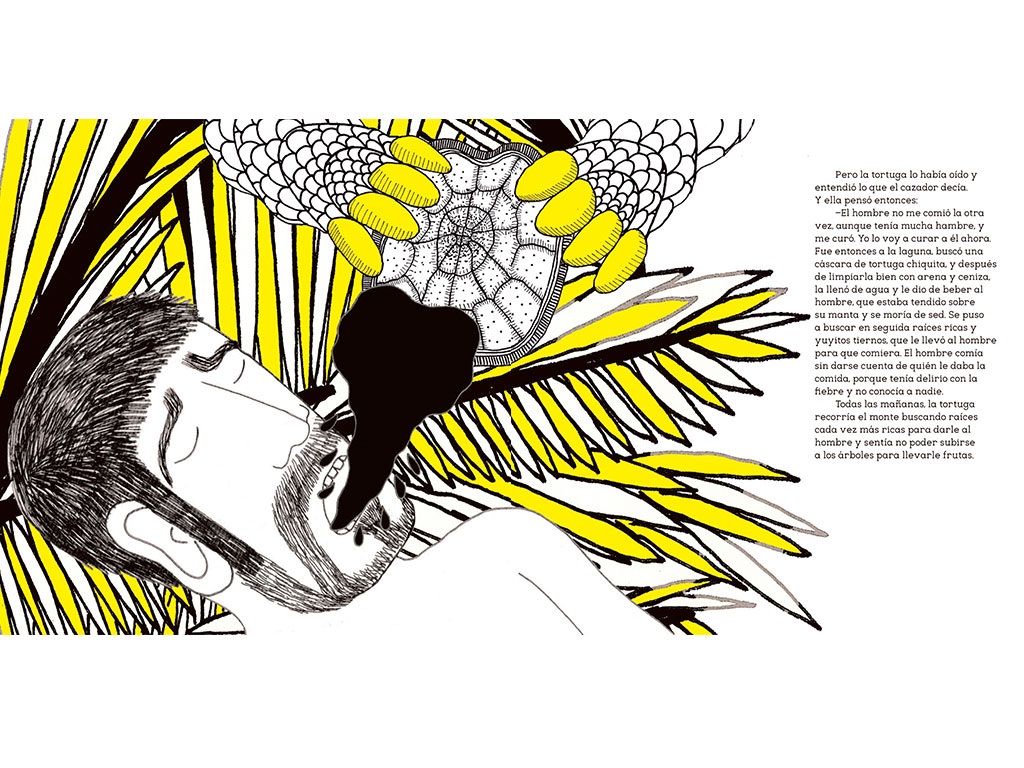 Pero la tortuga lo había oído y
entendió lo que el cazador decía.
Y ella pensó entonces:
–El hombre no me comió la otra
vez, aunque tenía mucha hambre, y
me curó. Yo lo voy a curar a él ahora.
Fue entonces a la laguna, buscó una
cáscara de tortuga chiquita, y después
de limpiarla bien con arena y ceniza,
la llenó de agua y le dio de beber al
hombre, que estaba tendido sobre
su manta y se moría de sed. Se puso
a buscar en seguida raíces ricas y
yuyitos tiernos, que le llevó al hombre
para que comiera. El hombre comía
sin darse cuenta de quién le daba la
comida, porque tenía delirio con la
fiebre y no conocía a nadie.
Todas las mañanas, la tortuga
recorría el monte buscando raíces
cada vez más ricas para darle al
hombre y sentía no poder subirse
a los árboles para llevarle frutas.